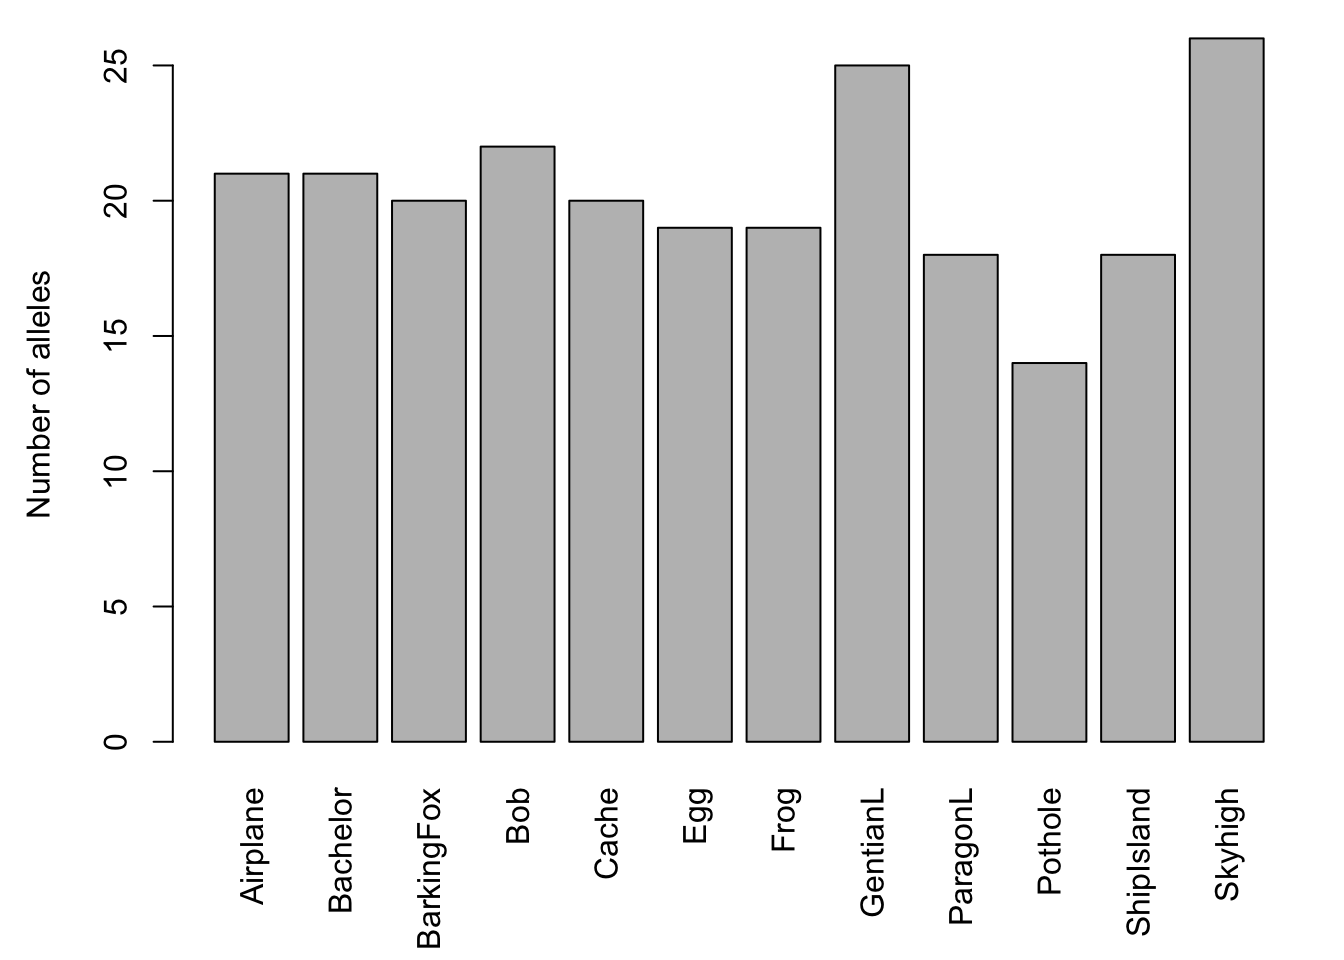 Number of alleles
25
20
15
10
5
0
Airplane
Bachelor
BarkingFox
Bob
Cache
Egg
Frog
GentianL
ParagonL
Pothole
ShipIsland
Skyhigh